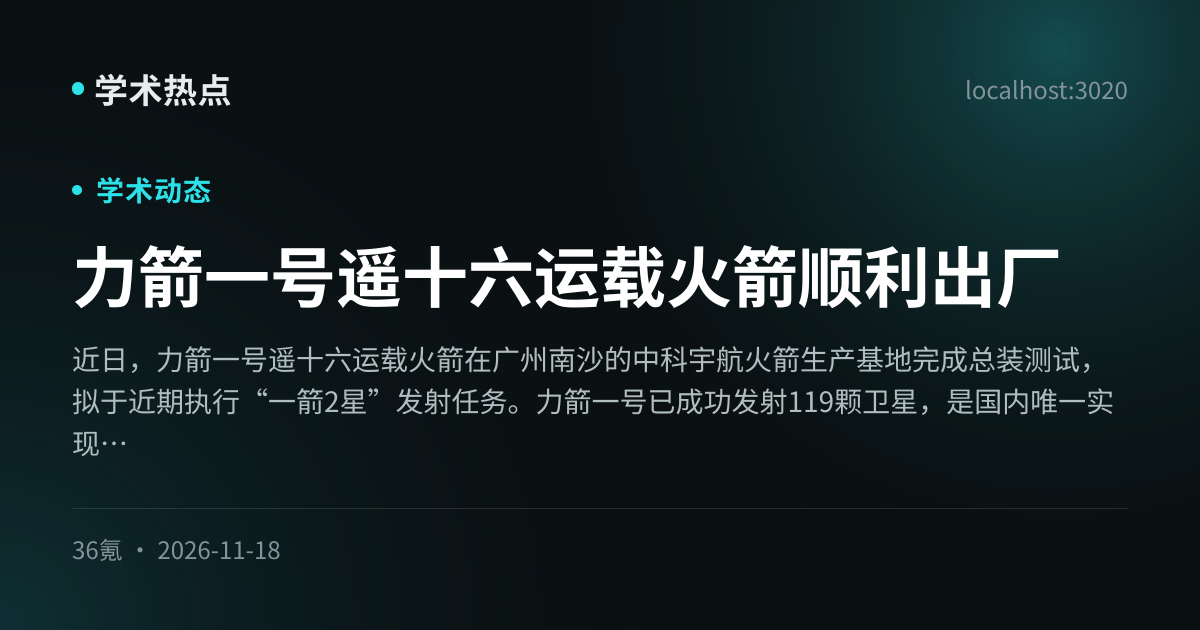 学术热点
localhost:3020
学术动态
力箭一号遥十六运载火箭顺利出厂
近日，力箭一号遥十六运载火箭在广州南沙的中科宇航火箭生产基地完成总装测试，
拟于近期执行“一箭2星”发射任务。力箭一号已成功发射119颗卫星，是国内唯一实
现…
36氪 · 2026-11-18